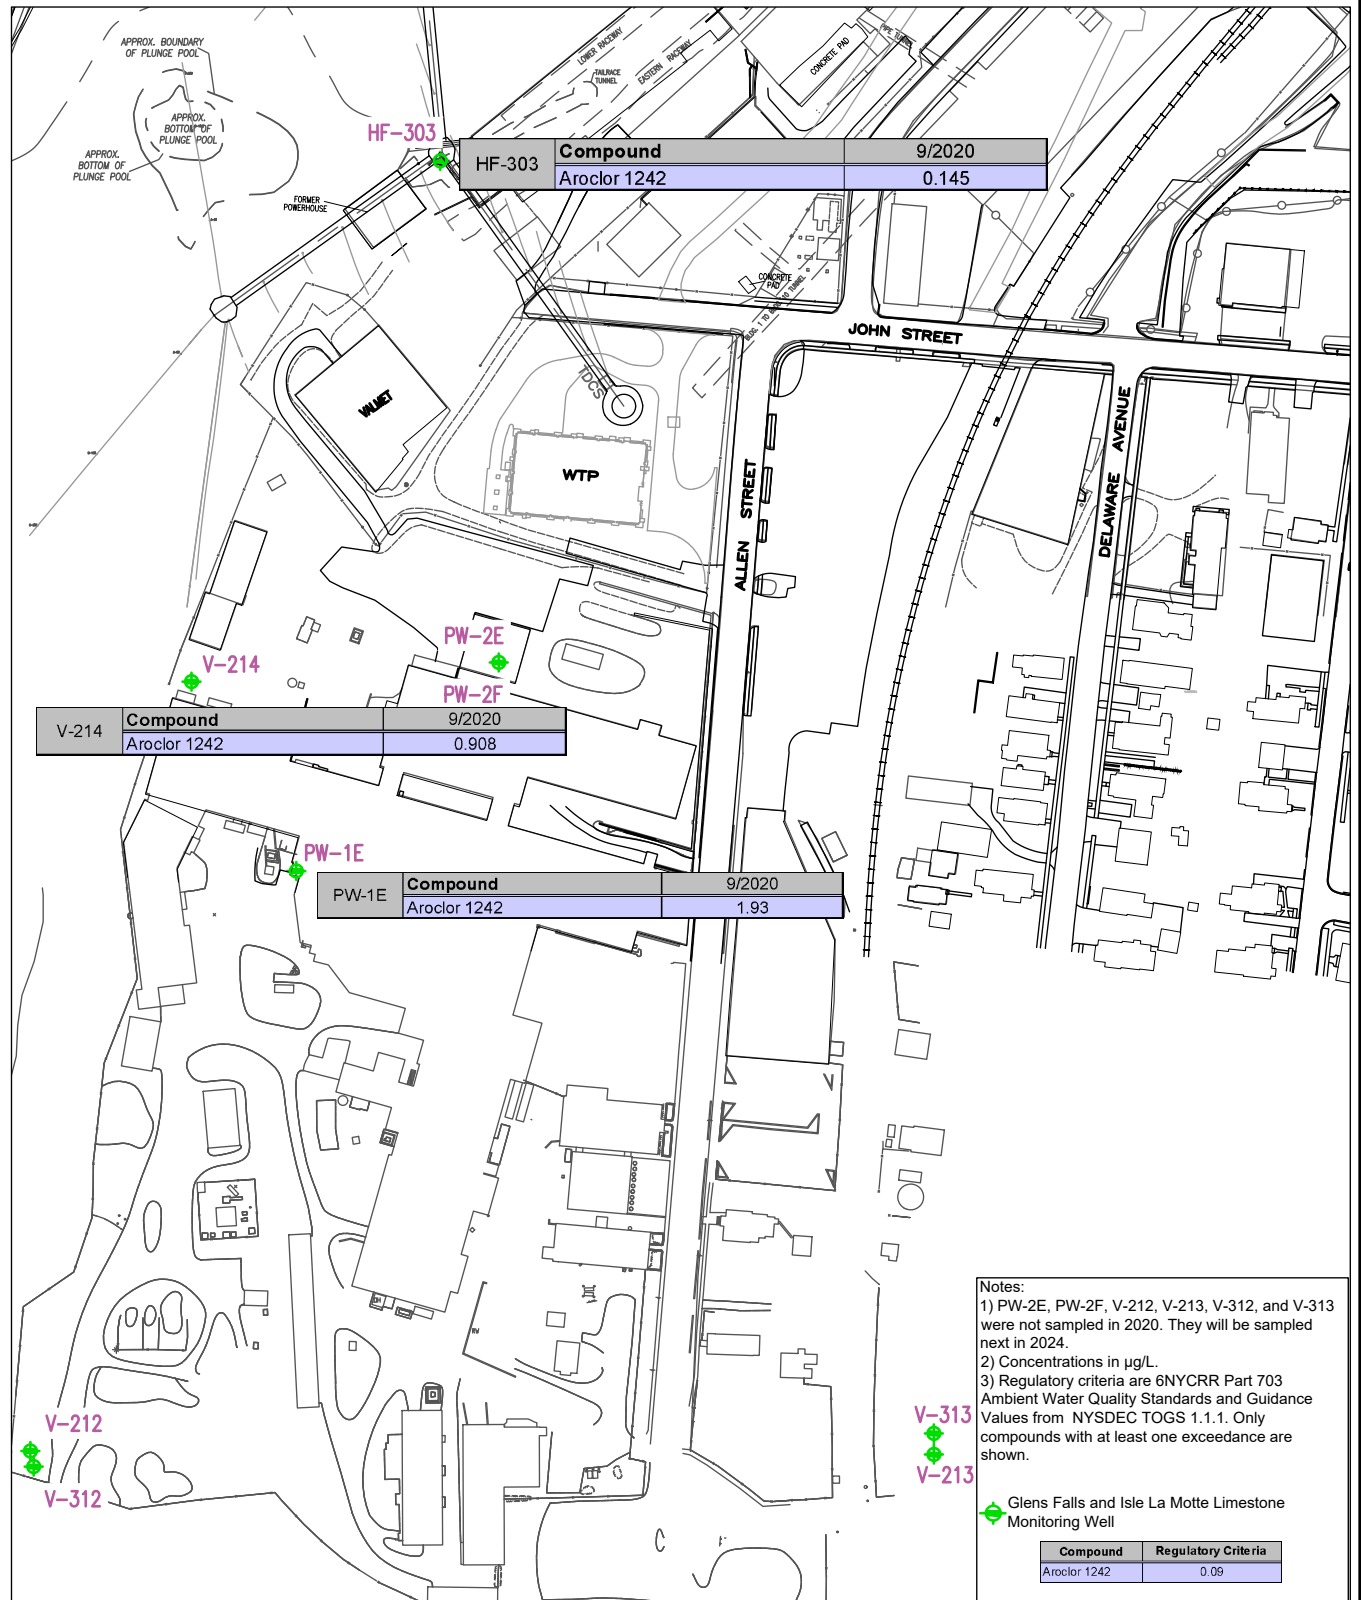 APPROX. BOUNDARY
OF PLUNGE POOL
APPROX.
BOTTOM OF
PLUNGE POOL
APPROX.
BOTTOM OF
PLUNGE POOL
LOWER RACEWAY
TAILRACE
TUNNEL
EASTERN RACEWAY
CONCRETE PAD
PIPE TUNNEL
HF-303
HF-303
Compound
9/2020
Aroclor 1242
0.145
FORMER
POWERHOUSE
CONCRETE
PAD
JOHN STREET
TDCS
VALMET
WTP
ALLEN STREET
DELAWARE AVENUE
PW-2E
V-214
PW-2F
V-214
Compound
9/2020
Aroclor 1242
0.908
PW-1E
PW-1E
Compound
9/2020
Aroclor 1242
1.93
V-212
V-312
V-313
V-213
Notes:
1) PW-2E, PW-2F, V-212, V-213, V-312, and V-313
were not sampled in 2020. They will be sampled
next in 2024.
2) Concentrations in µg/L.
3) Regulatory criteria are 6NYCRR Part 703
Ambient Water Quality Standards and Guidance
Values from NYSDEC TOGS 1.1.1. Only
compounds with at least one exceedance are
shown.
Glens Falls and Isle La Motte Limestone
Monitoring Well
Compound
Regulatory Criteria
Aroclor 1242
0.09